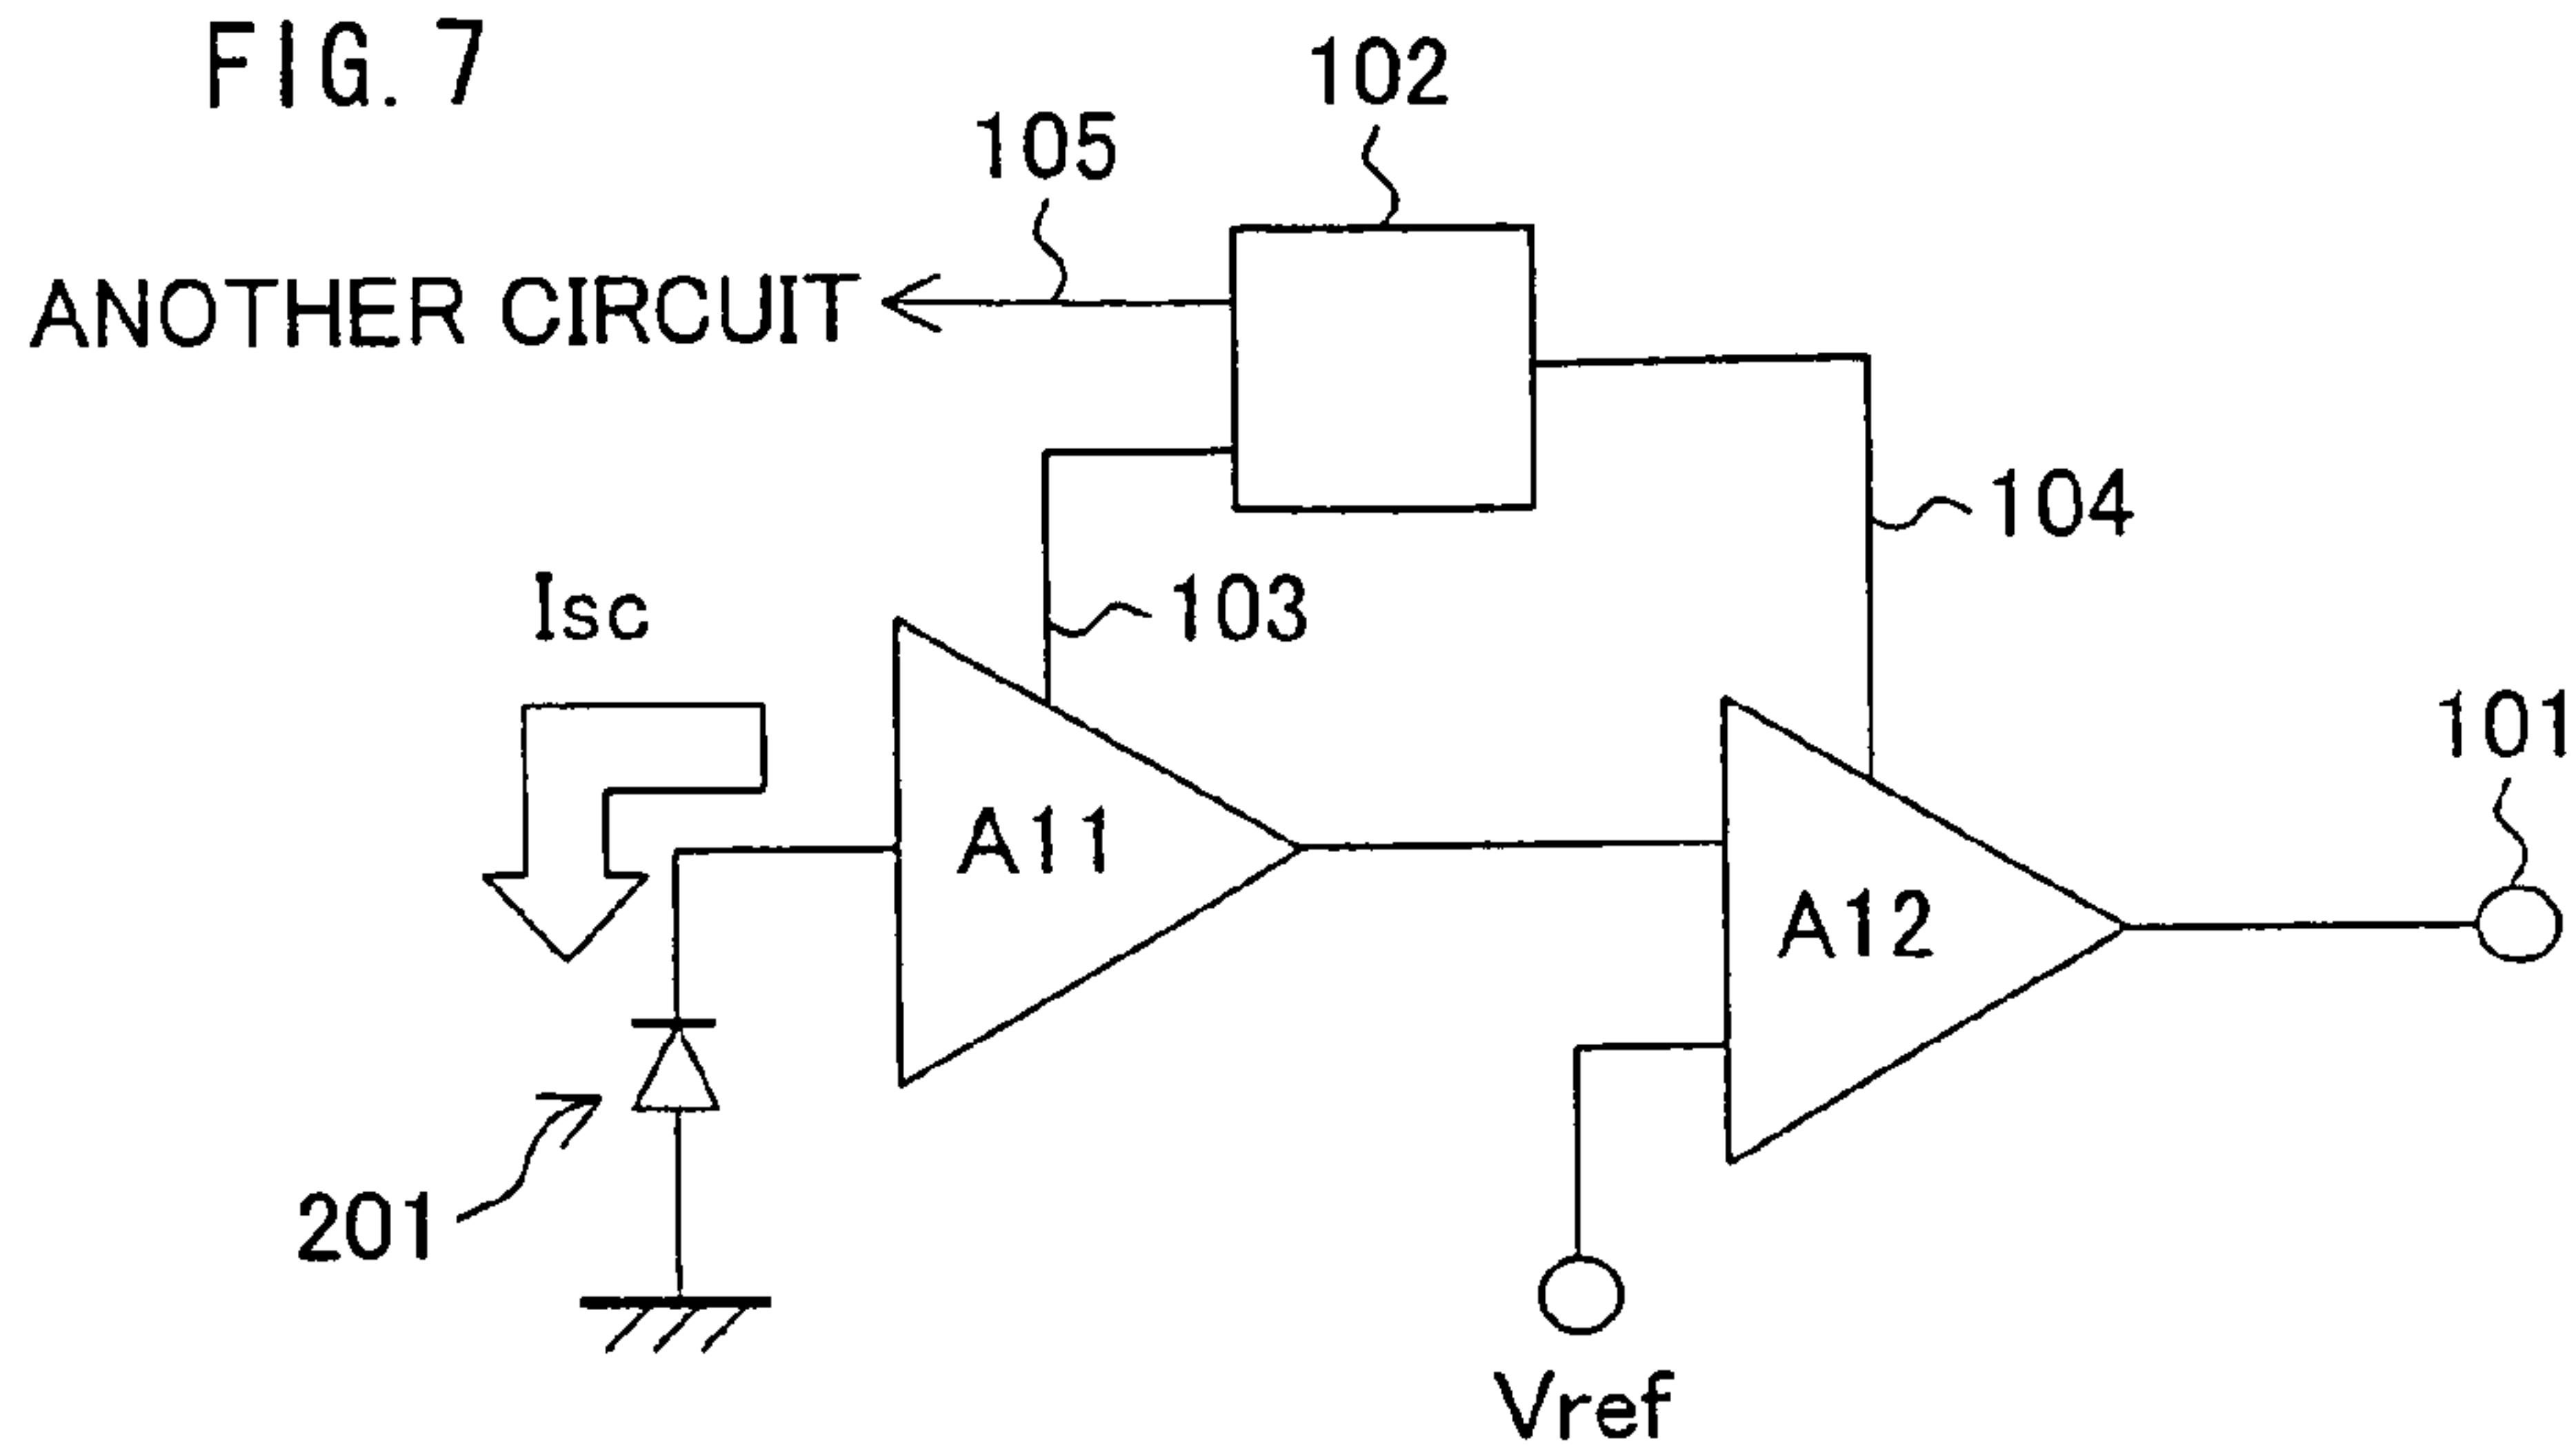 FIG. 7
102
105
ANOTHER CIRCUIT
104
103
Isc
101
A11
A12
201
Vref